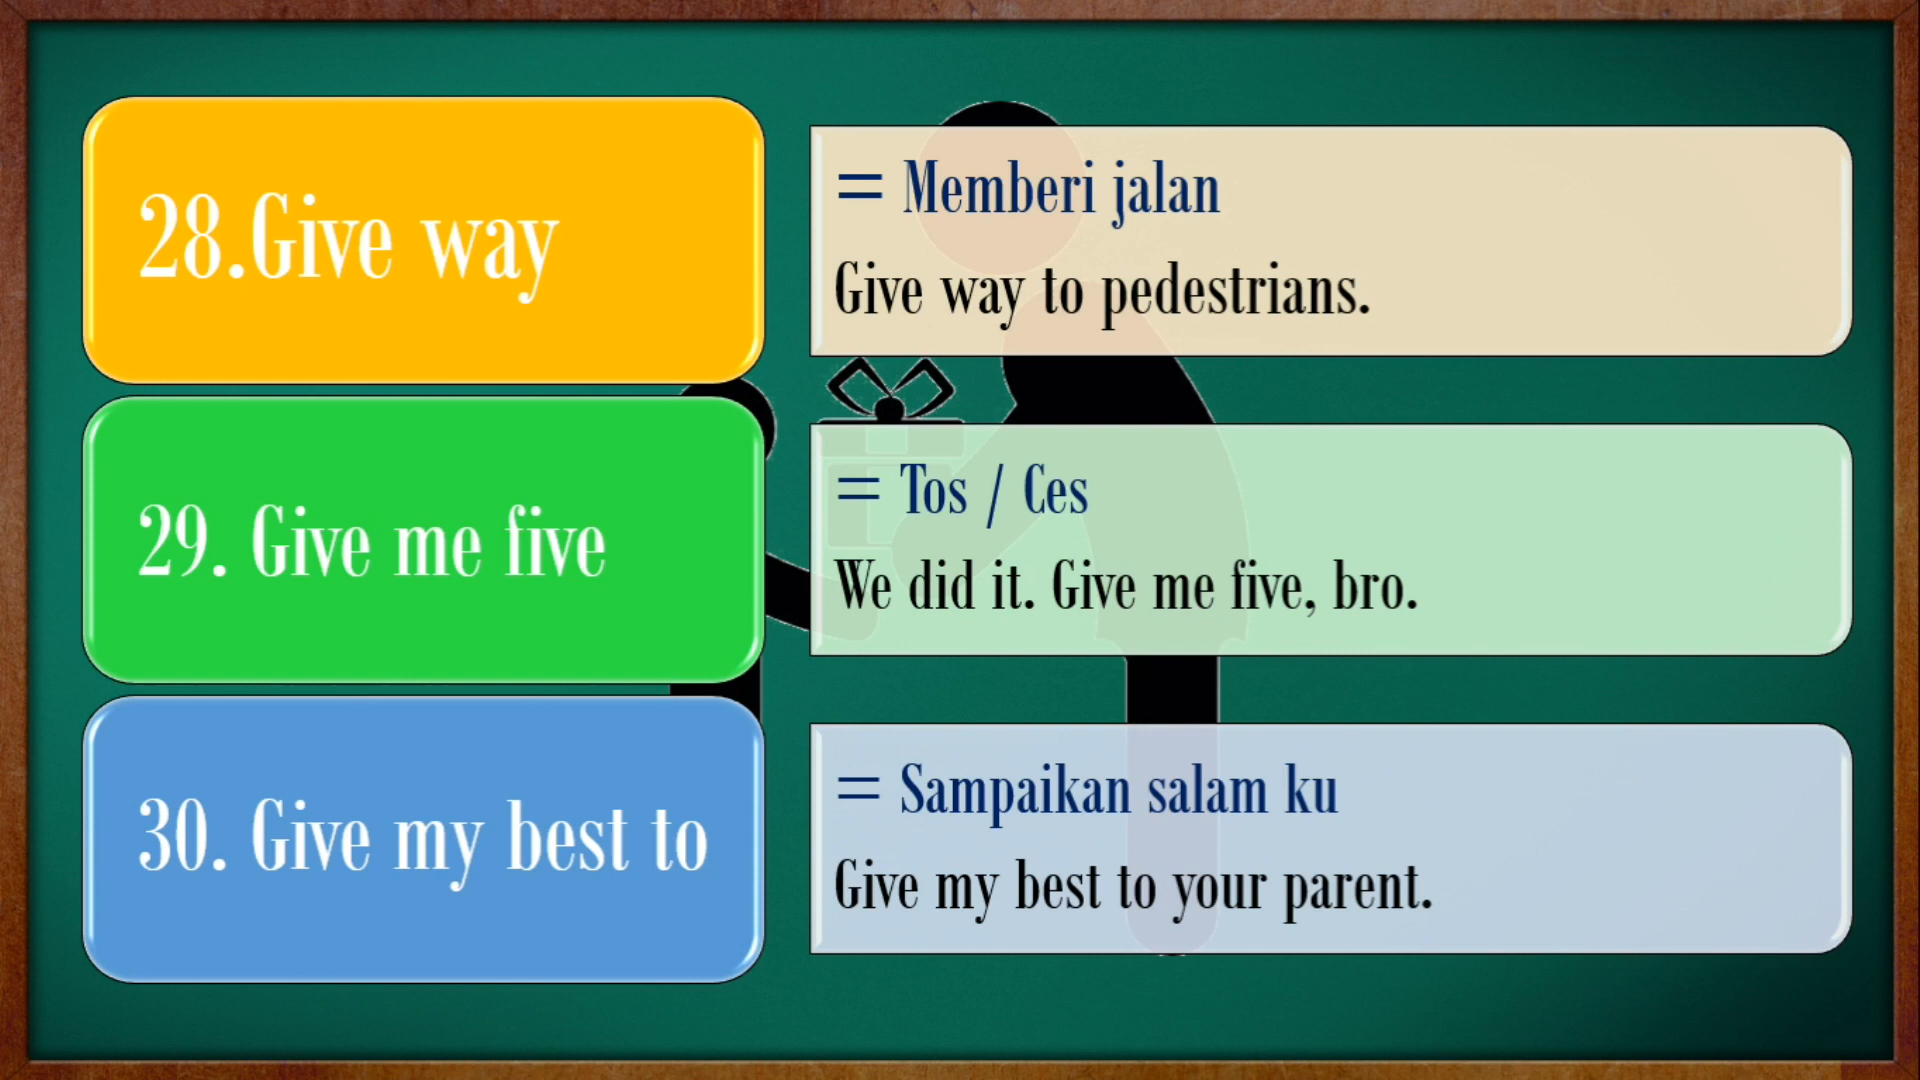 28.Give way
= Memberi jalan
Give way to pedestrians.
29. Give me five
= Tos / Ces
We did it. Give me five, bro.
30. Give my best to
= Sampaikan salam ku
Give my best to your parent.